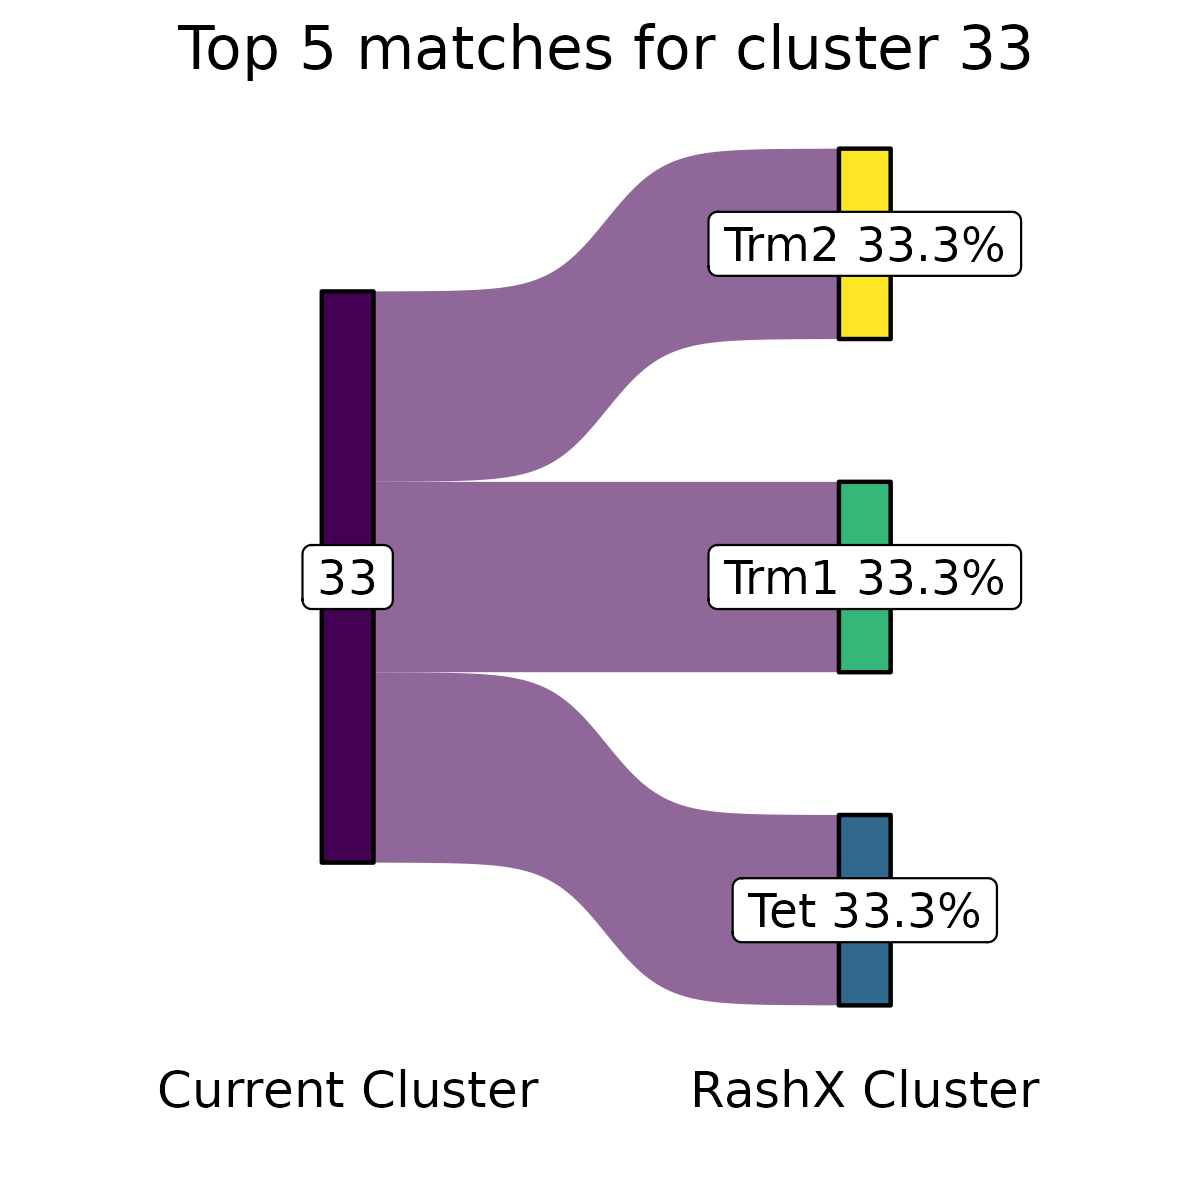 Top 5 matches for cluster 33
Trm2 33.3%
33
Trm1 33.3%
Tet 33.3%
Current Cluster
RashX Cluster